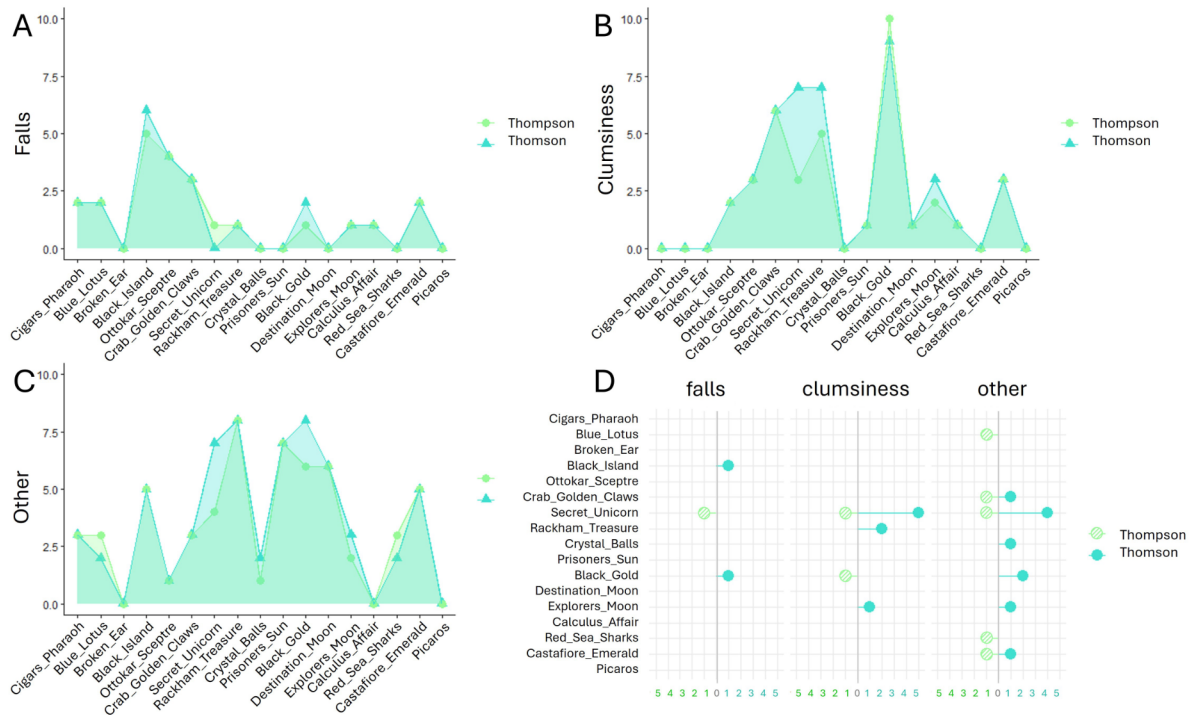 A
Falls
10.0
7.5
5.0
2.5
0.0
Cigars_Pharaoh
Blue_Lotus
Broken_Ear
Black_Island
Ottokar_Sceptre
Crab_Golden_Claws
Secret_Unicorn
Rackham_Treasure
Crystal_Balls
Prisoners_Sun
Black_Gold
Destination_Moon
Explorers_Moon
Calculus_Affair
Red_Sea_Sharks
Castafiore_Emerald
Picaros
Thompson
Thomson
B
Clumsiness
10.0
7.5
5.0
2.5
0.0
Cigars_Pharaoh
Blue_Lotus
Broken_Ear
Black_Island
Ottokar_Sceptre
Crab_Golden_Claws
Secret_Unicorn
Rackham_Treasure
Crystal_Balls
Prisoners_Sun
Black_Gold
Destination_Moon
Explorers_Moon
Calculus_Affair
Red_Sea_Sharks
Castafiore_Emerald
Picaros
Thompson
Thomson
C
Other
10.0
7.5
5.0
2.5
0.0
Cigars_Pharaoh
Blue_Lotus
Broken_Ear
Black_Island
Ottokar_Sceptre
Crab_Golden_Claws
Secret_Unicorn
Rackham_Treasure
Crystal_Balls
Prisoners_Sun
Black_Gold
Destination_Moon
Explorers_Moon
Calculus_Affair
Red_Sea_Sharks
Castafiore_Emerald
Picaros
D
falls clumsiness other
Cigars_Pharaoh
Blue_Lotus
Broken_Ear
Black_Island
Ottokar_Sceptre
Crab_Golden_Claws
Secret_Unicorn
Rackham_Treasure
Crystal_Balls
Prisoners_Sun
Black_Gold
Destination_Moon
Explorers_Moon
Calculus_Affair
Red_Sea_Sharks
Castafiore_Emerald
Picaros
5 4 3 2 1 0 1 2 3 4 5 5 4 3 2 1 0 1 2 3 4 5 5 4 3 2 1 0 1 2 3 4 5
Thompson
Thomson